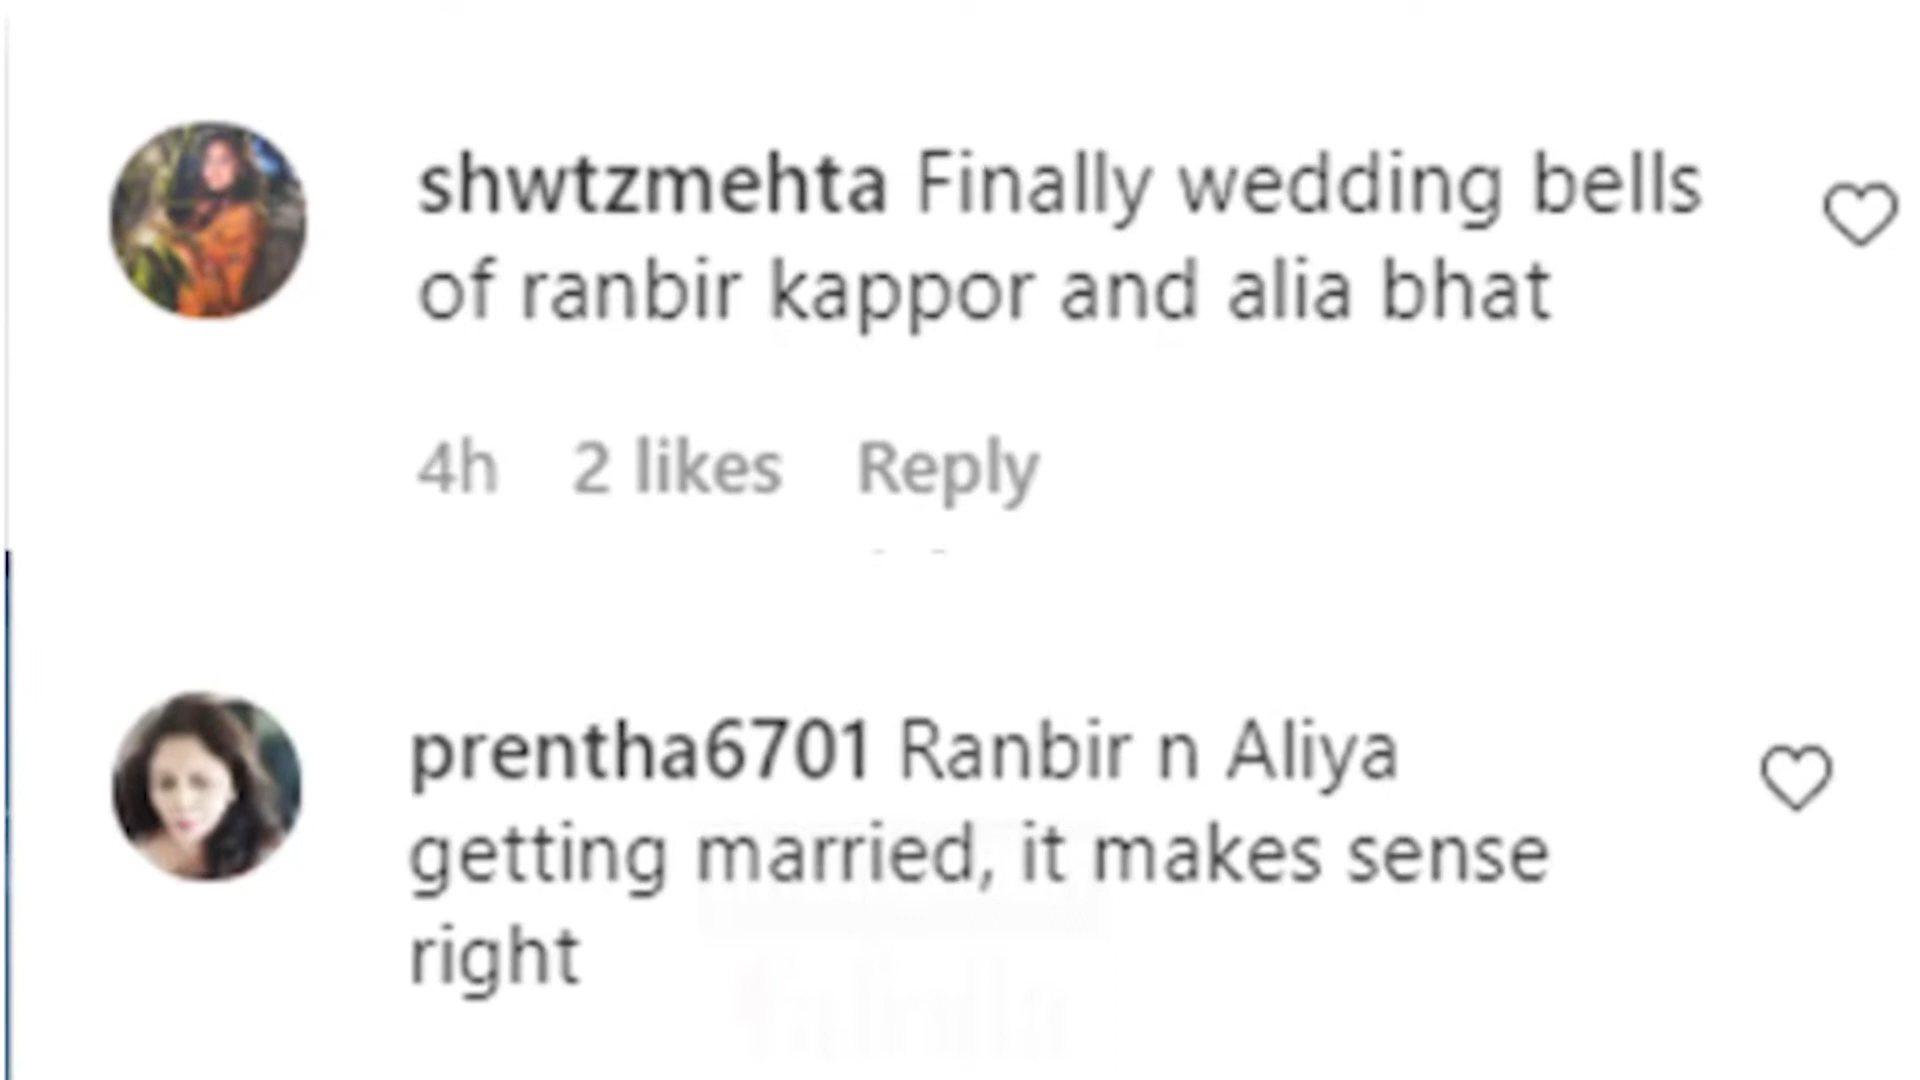 shwtzmehta Finally wedding bells
of ranbir kappor and alia bhat
4h 2 likes Reply
prentha6701 Ranbir n Aliya
getting married, it makes sense
right